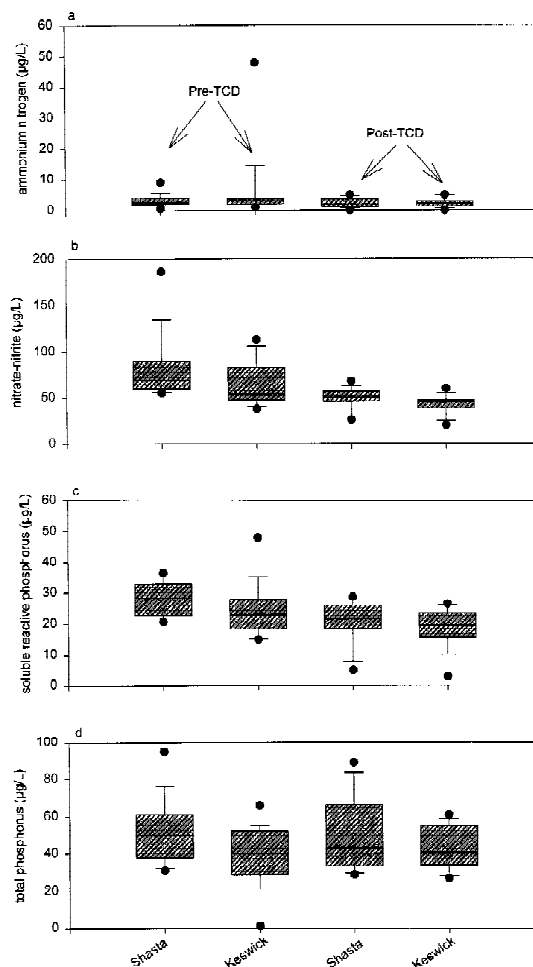 a
60
50
40
30
20
10
0
ammonium nitrogen (µg/L)
Pre-TCD
Post-TCD
b
200
150
100
50
0
nitrate-nitrite (µg/L)
c
60
50
40
30
20
10
0
soluble reactive phosphorus (µg/L)
d
100
80
60
40
20
0
total phosphorus (µg/L)
Shasta
Keswick
Shasta
Keswick